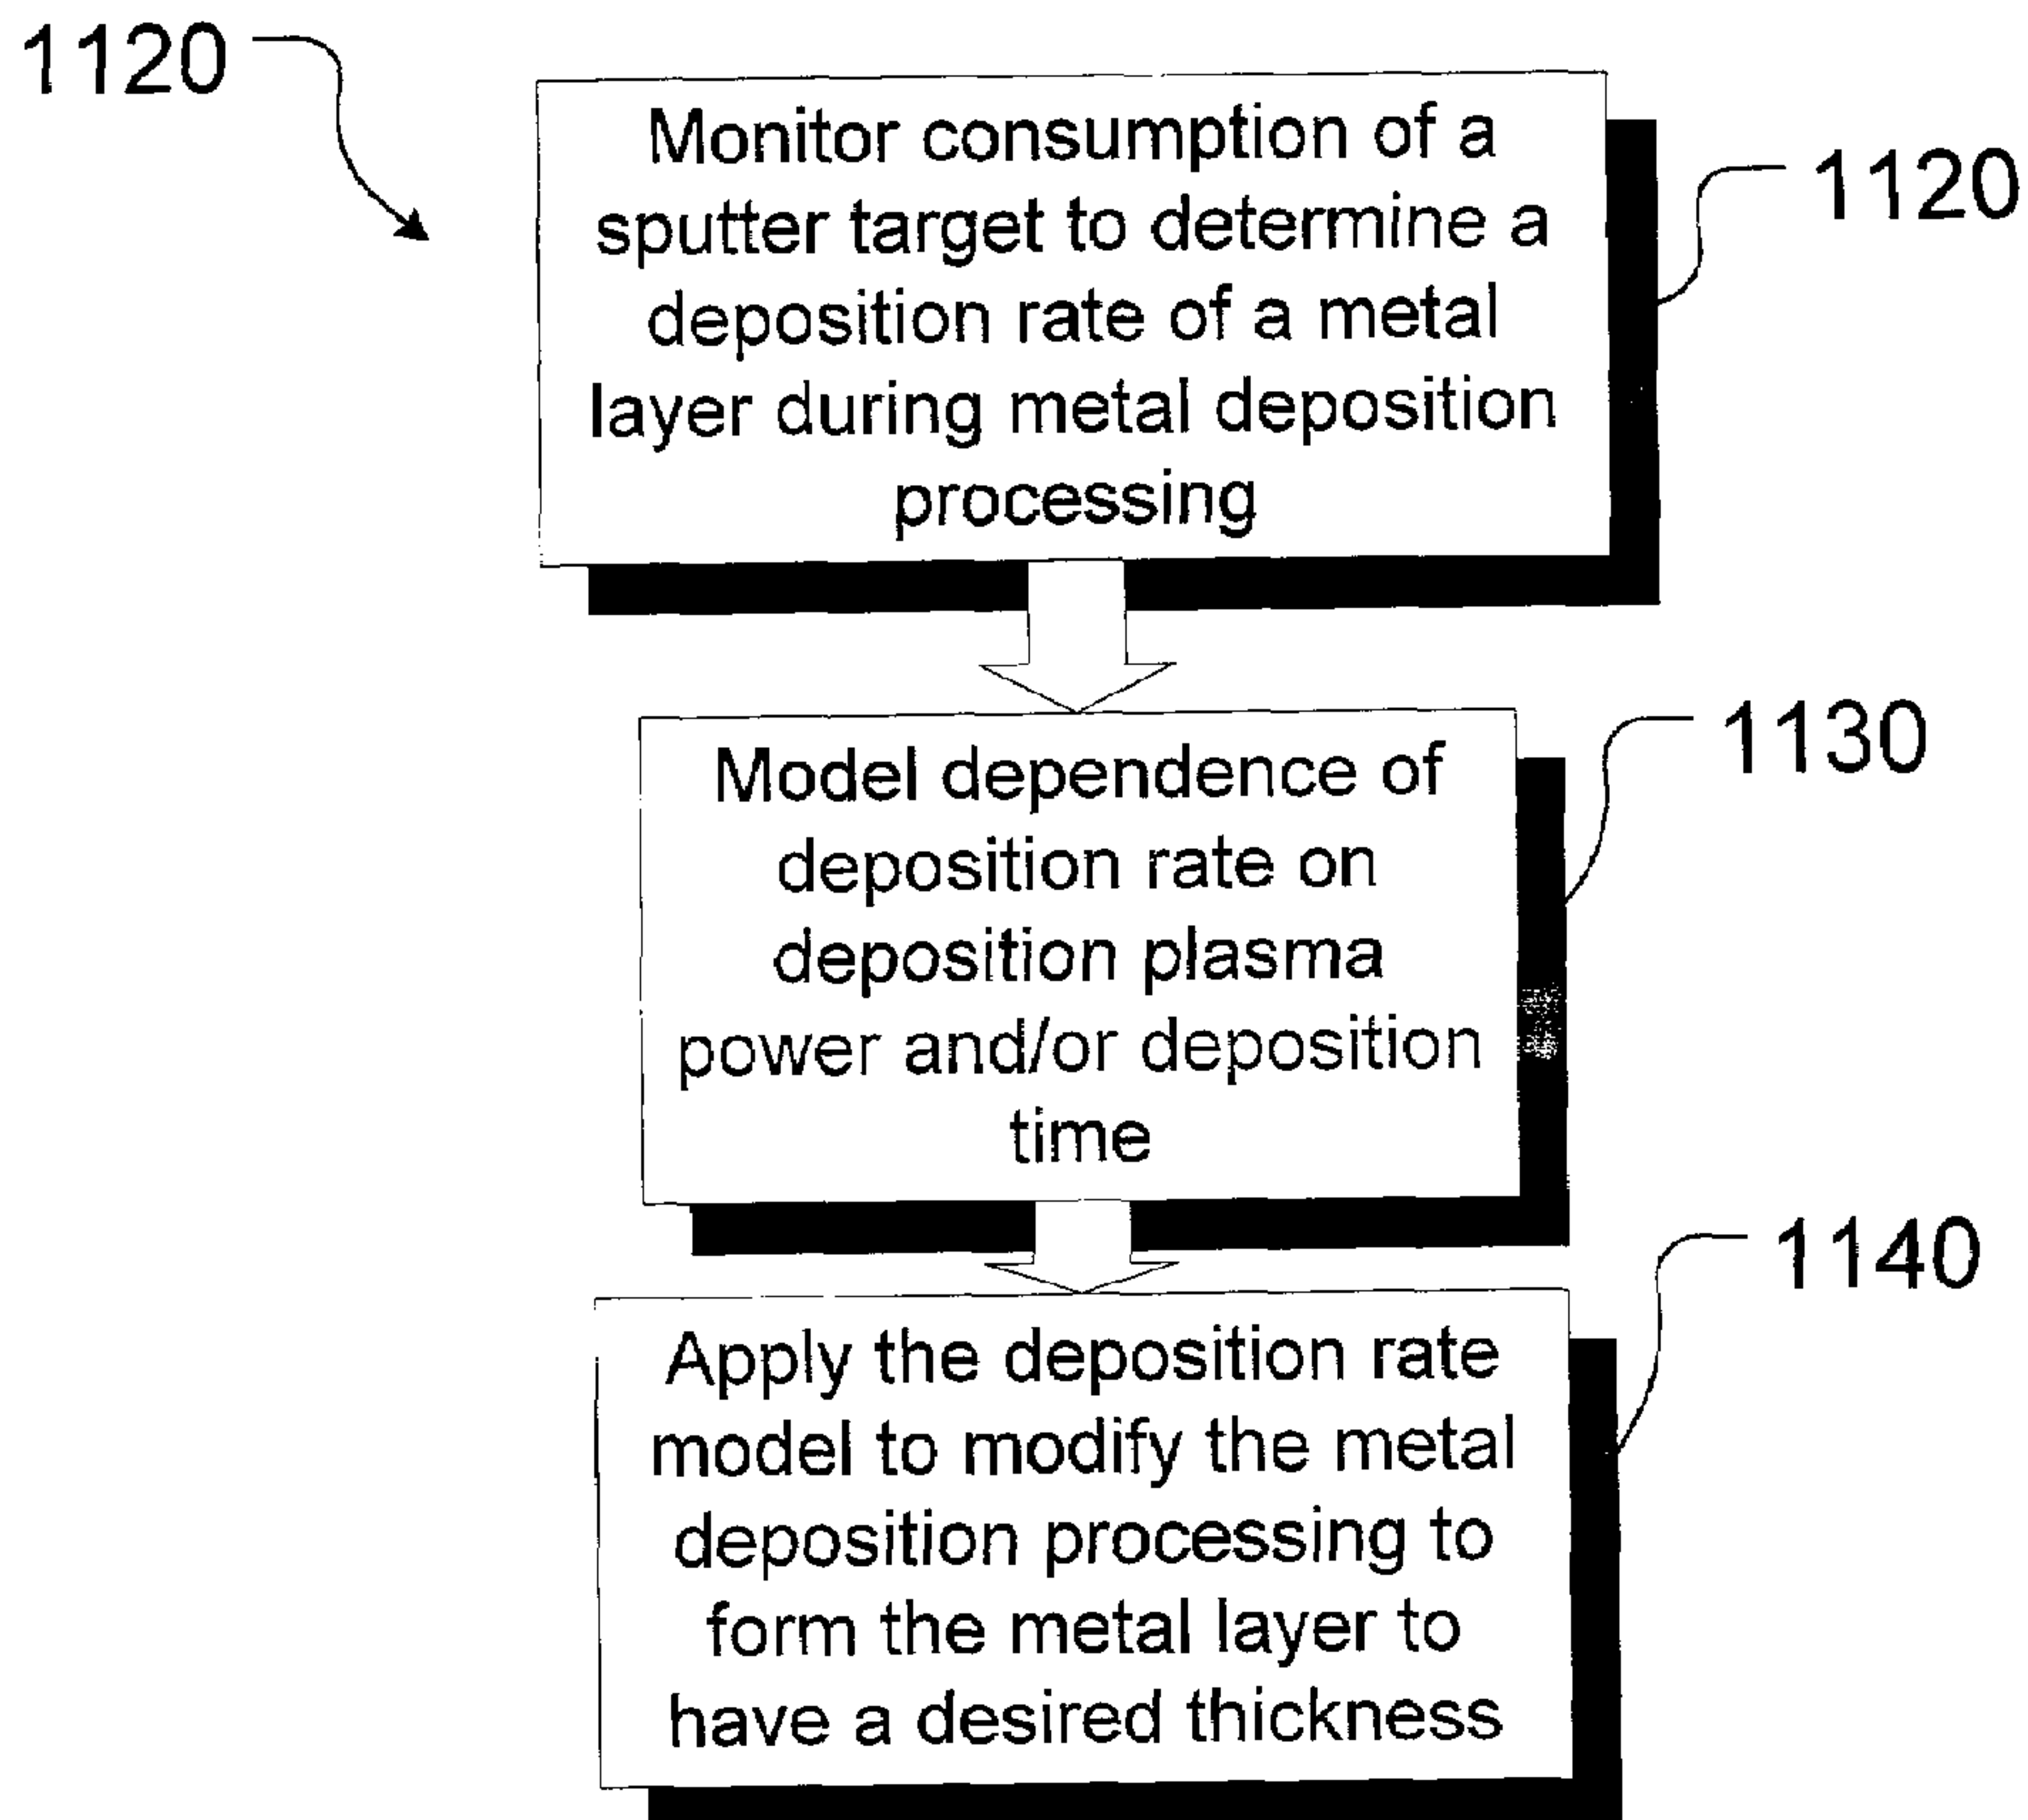 1120
Monitor consumption of a
sputter target to determine a
deposition rate of a metal
layer during metal deposition
processing
1120
Model dependence of
deposition rate on
deposition plasma
power and/or deposition
time
1130
Apply the deposition rate
model to modify the metal
deposition processing to
form the metal layer to
have a desired thickness
1140